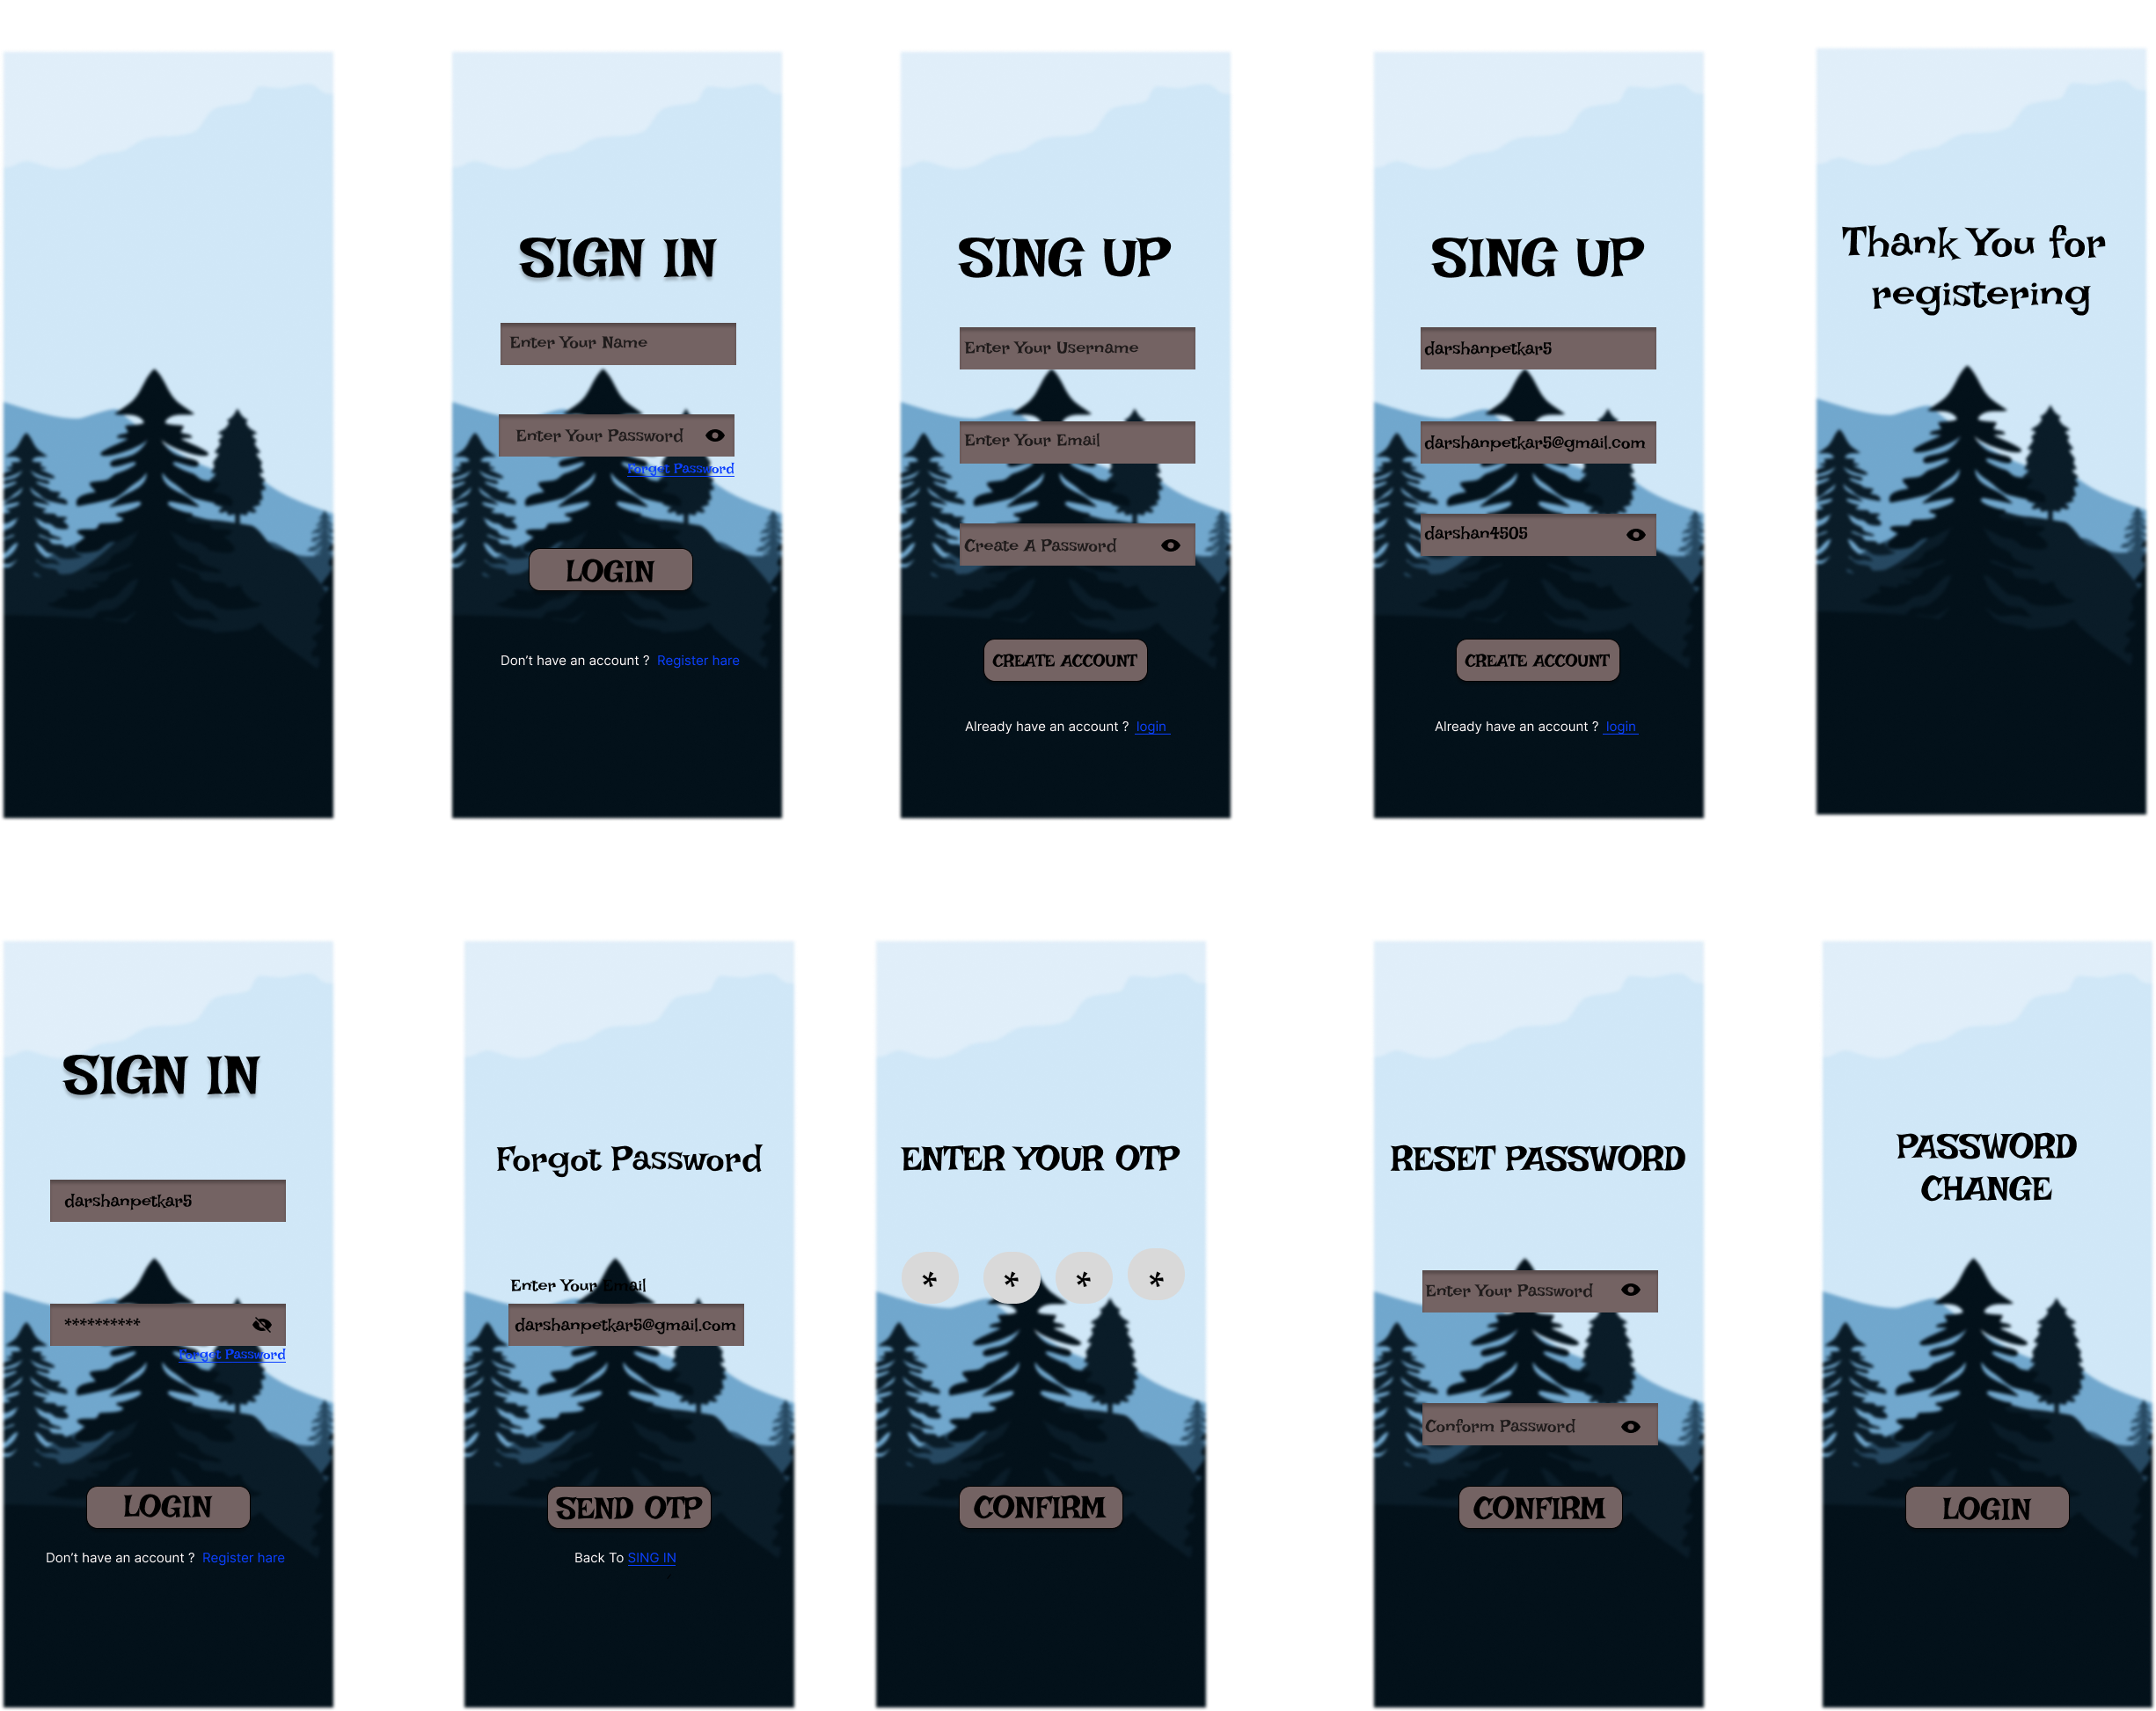 SIGN IN
Enter Your Name
Enter Your Password
Forget Password
LOGIN
Don't have an account ? Register hare
SING UP
Enter Your Username
Enter Your Email
Create A Password
CREATE ACCOUNT
Already have an account ? login
SING UP
darshanpetkar5
darshanpetkar5@gmail.com
darshan4505
CREATE ACCOUNT
Already have an account ? login
Thank You for
registering
SIGN IN
darshanpetkar5
**********
Forget Password
LOGIN
Don't have an account ? Register hare
Forgot Password
Enter Your Email
darshanpetkar5@gmail.com
SEND OTP
Back To SING IN
ENTER YOUR OTP
* * * *
CONFIRM
RESET PASSWORD
Enter Your Password
Conform Password
CONFIRM
PASSWORD
CHANGE
LOGIN